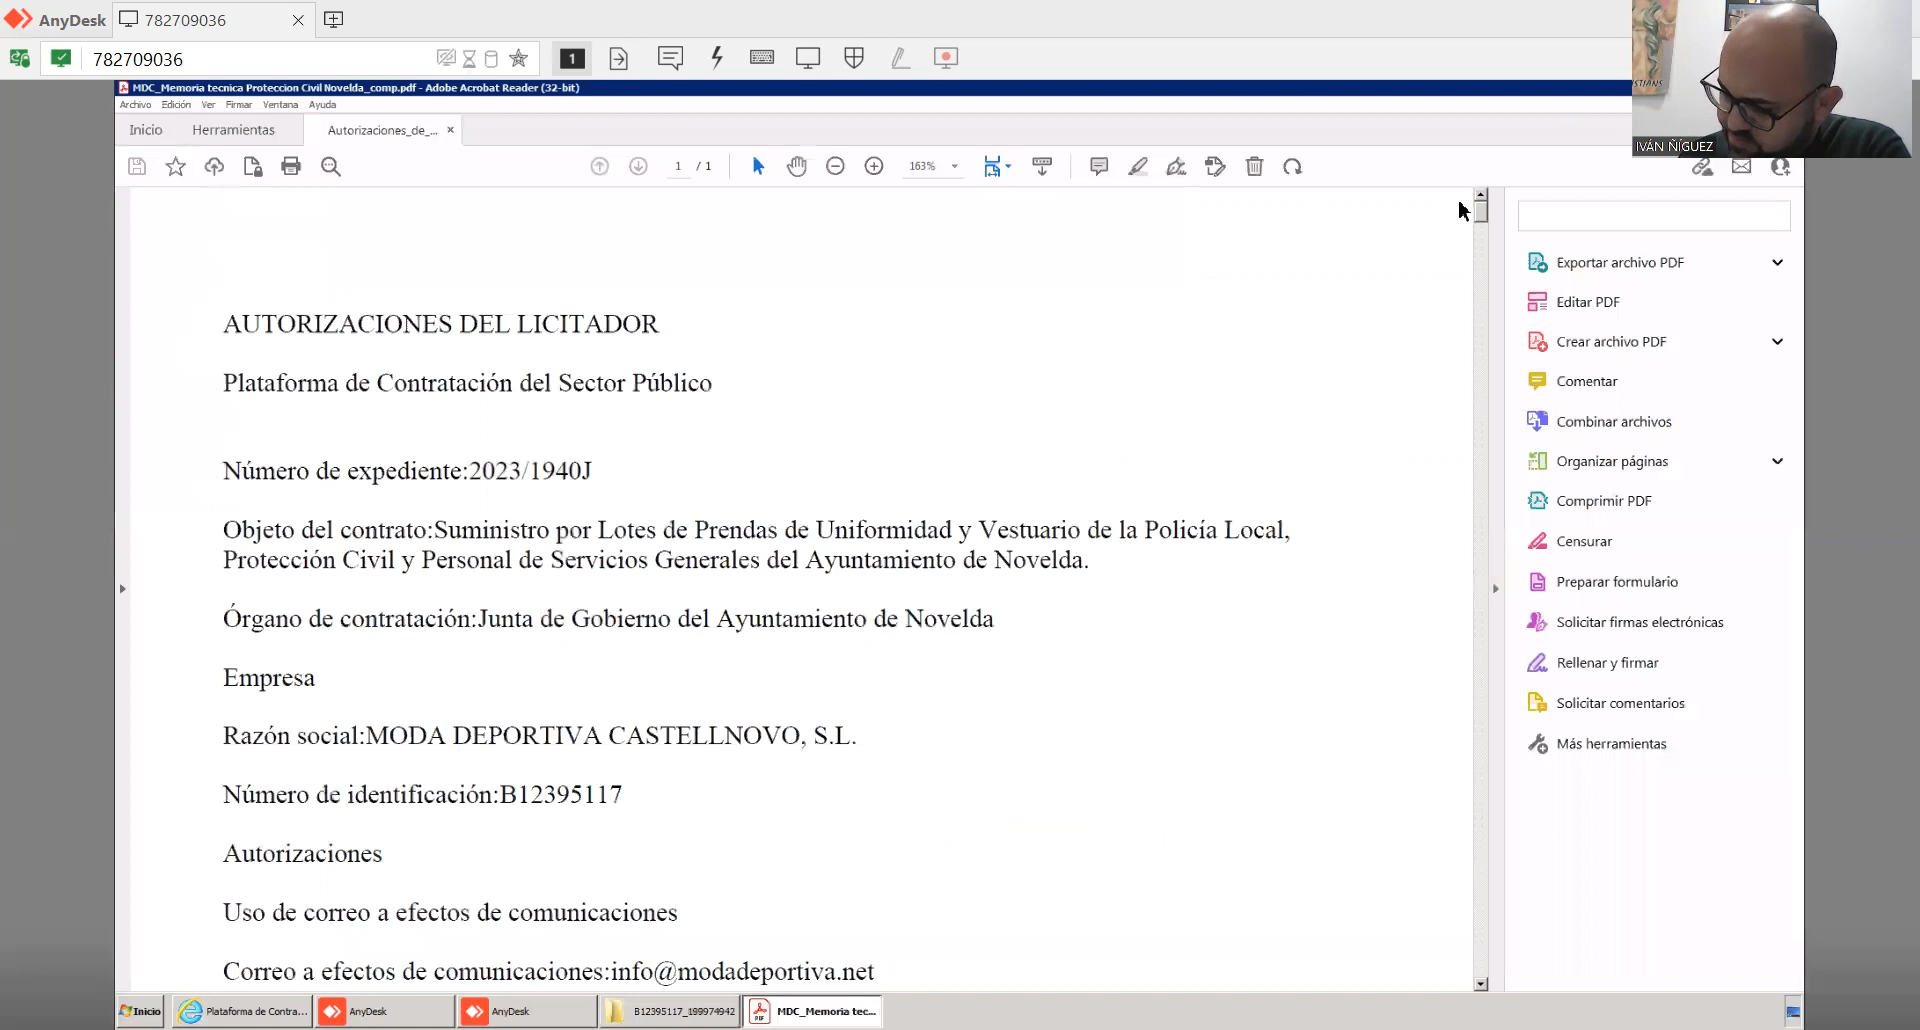 AnyDesk
782709036
782709036
1
MDC_Memoria tecnica Proteccion Civil Novelda_comp.pdf - Adobe Acrobat Reader (32-bit)
Archivo Edición Ver Firmar Ventana Ayuda
Inicio Herramientas Autorizaciones_de_...
1 / 1 163%
AUTORIZACIONES DEL LICITADOR
Plataforma de Contratación del Sector Público
Número de expediente:2023/1940J
Objeto del contrato:Suministro por Lotes de Prendas de Uniformidad y Vestuario de la Policía Local,
Protección Civil y Personal de Servicios Generales del Ayuntamiento de Novelda.
Órgano de contratación:Junta de Gobierno del Ayuntamiento de Novelda
Empresa
Razón social:MODA DEPORTIVA CASTELLNOVO, S.L.
Número de identificación:B12395117
Autorizaciones
Uso de correo a efectos de comunicaciones
Correo a efectos de comunicaciones:info@modadeportiva.net
Exportar archivo PDF
Editar PDF
Crear archivo PDF
Comentar
Combinar archivos
Organizar páginas
Comprimir PDF
Censurar
Preparar formulario
Solicitar firmas electrónicas
Rellenar y firmar
Solicitar comentarios
Más herramientas
IVÁN ÑÍGUEZ
Inicio
Plataforma de Contra...
AnyDesk
AnyDesk
B12395117_199974942
MDC_Memoria tec...